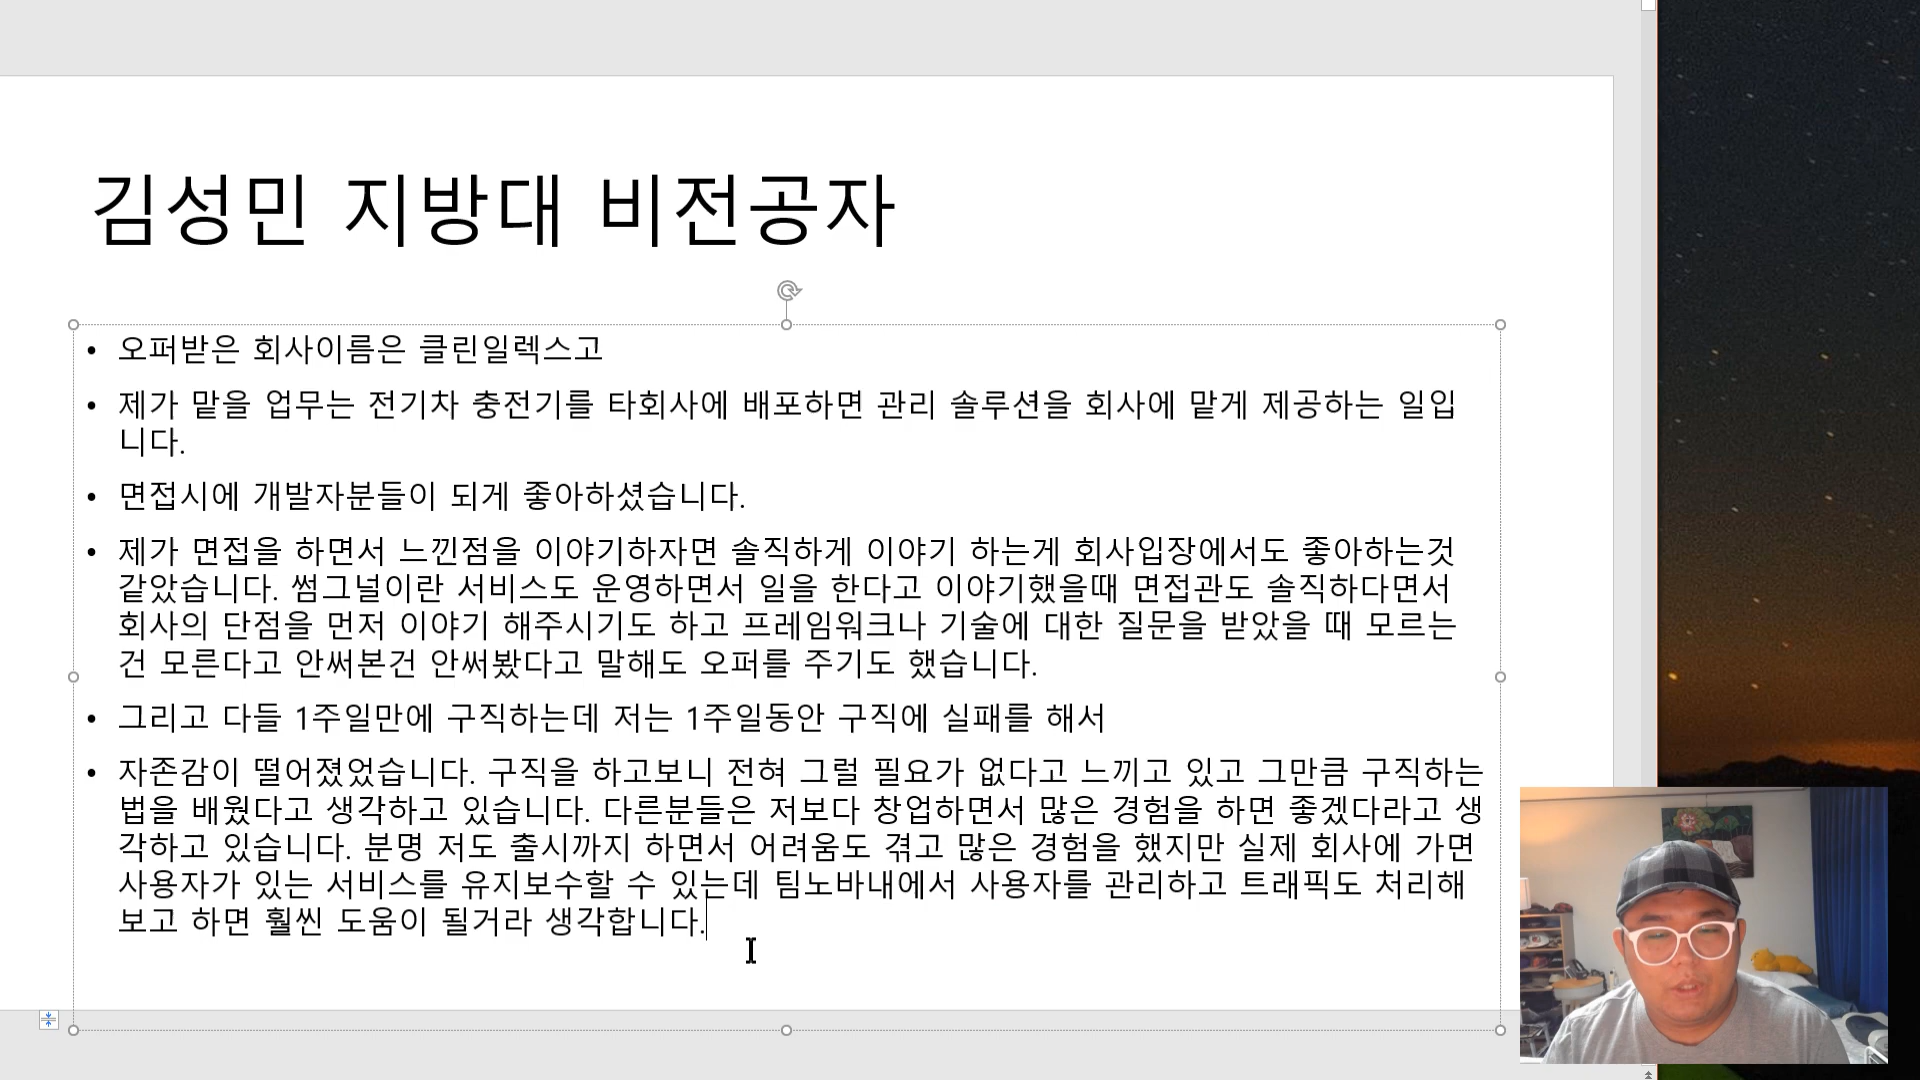 김성민 지방대 비전공자
• 오퍼받은 회사이름은 클린일렉스고
• 제가 맡을 업무는 전기차 충전기를 타회사에 배포하면 관리 솔루션을 회사에 맡게 제공하는 일입
니다.
• 면접시에 개발자분들이 되게 좋아하셨습니다.
• 제가 면접을 하면서 느낀점을 이야기하자면 솔직하게 이야기 하는게 회사입장에서도 좋아하는것
같았습니다. 썸그널이란 서비스도 운영하면서 일을 한다고 이야기했을때 면접관도 솔직하다면서
회사의 단점을 먼저 이야기 해주시기도 하고 프레임워크나 기술에 대한 질문을 받았을 때 모르는
건 모른다고 안써본건 안써봤다고 말해도 오퍼를 주기도 했습니다.
• 그리고 다들 1주일만에 구직하는데 저는 1주일동안 구직에 실패를 해서
• 자존감이 떨어졌었습니다. 구직을 하고보니 전혀 그럴 필요가 없다고 느끼고 있고 그만큼 구직하는
법을 배웠다고 생각하고 있습니다. 다른분들은 저보다 창업하면서 많은 경험을 하면 좋겠다라고 생
각하고 있습니다. 분명 저도 출시까지 하면서 어려움도 겪고 많은 경험을 했지만 실제 회사에 가면
사용자가 있는 서비스를 유지보수할 수 있는데 팀노바내에서 사용자를 관리하고 트래픽도 처리해
보고 하면 훨씬 도움이 될거라 생각합니다.